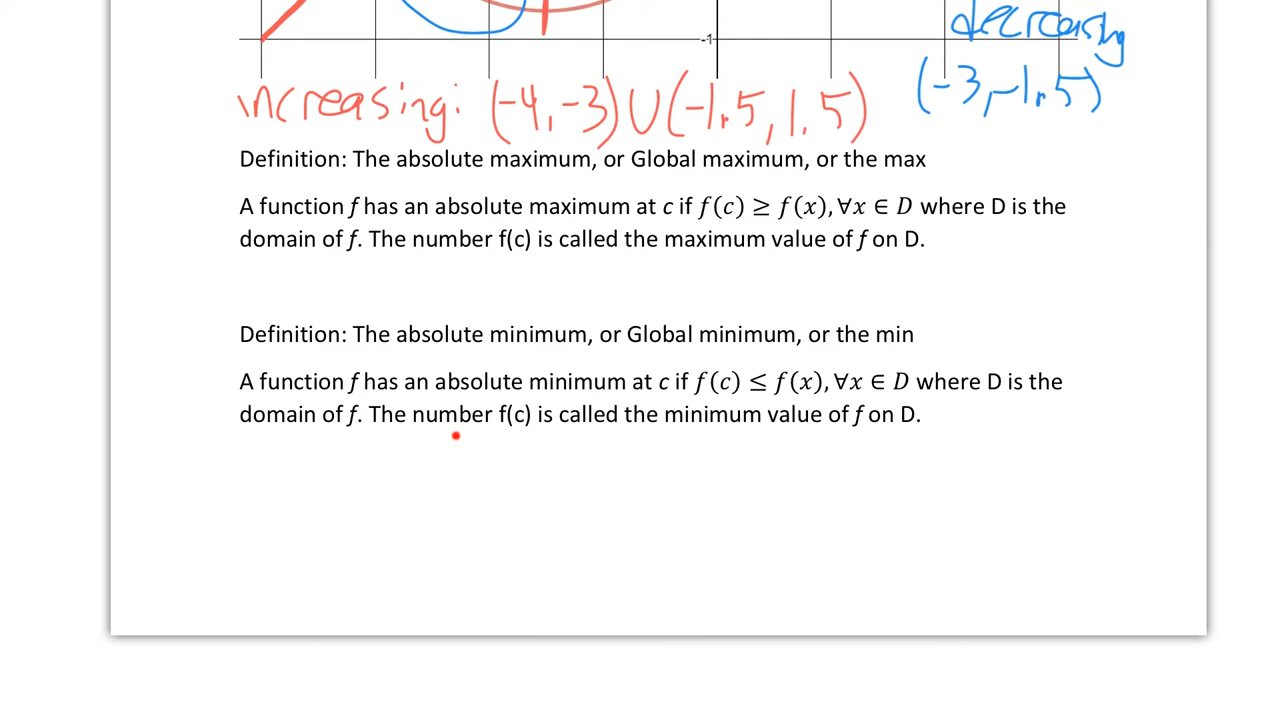 -1
decreasing
increasing: (-4,-3)U(-1.5, 1.5)
(-3,-1.5)
Definition: The absolute maximum, or Global maximum, or the max
A function f has an absolute maximum at c if f(c) ≥ f(x), ∀x ∈ D where D is the
domain of f. The number f(c) is called the maximum value of f on D.
Definition: The absolute minimum, or Global minimum, or the min
A function f has an absolute minimum at c if f(c) ≤ f(x), ∀x ∈ D where D is the
domain of f. The number f(c) is called the minimum value of f on D.